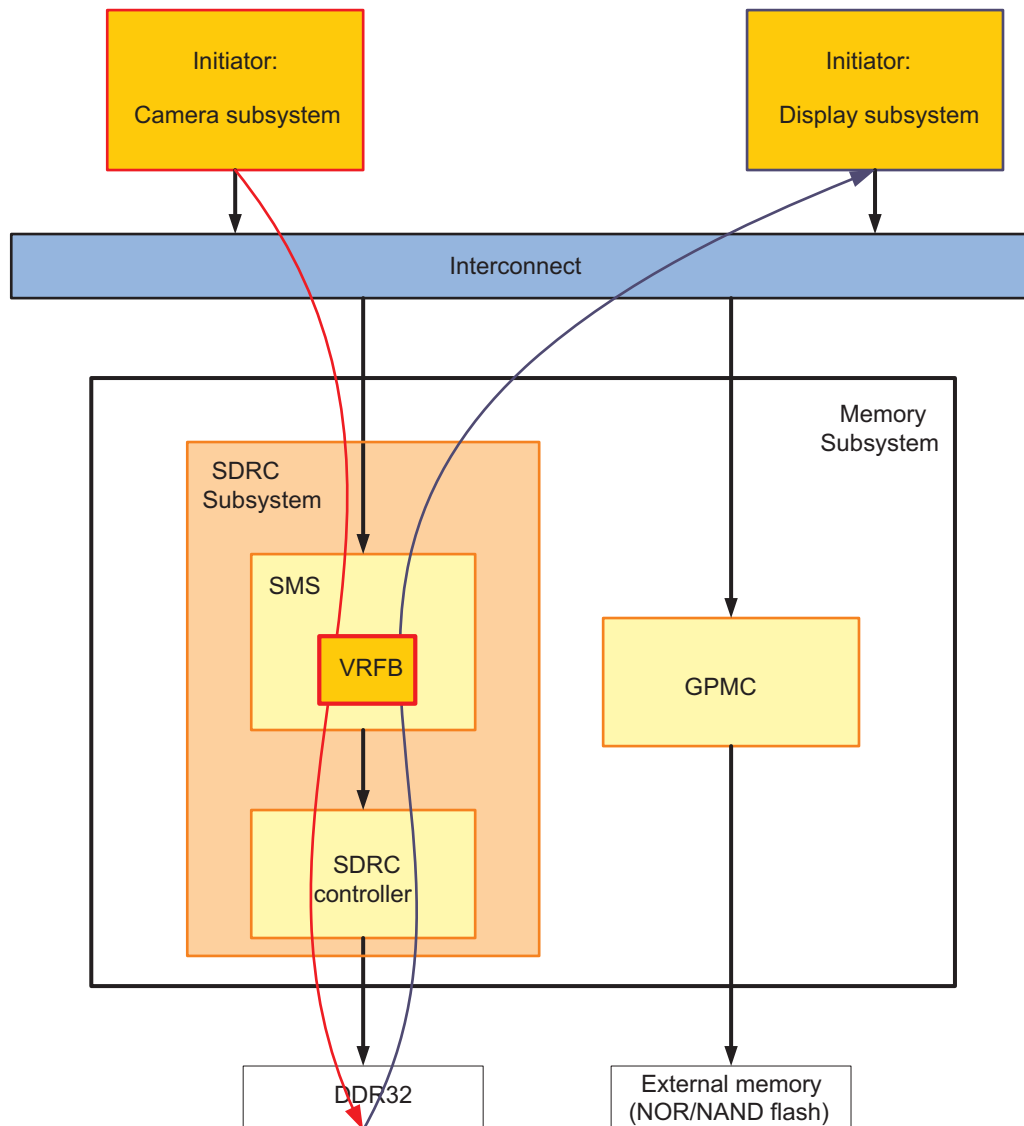 Initiator:
Camera subsystem
Initiator:
Display subsystem
Interconnect
Memory
Subsystem
SDRC
Subsystem
SMS
VRFB
GPMC
SDRC
controller
DDR32
External memory
(NOR/NAND flash)